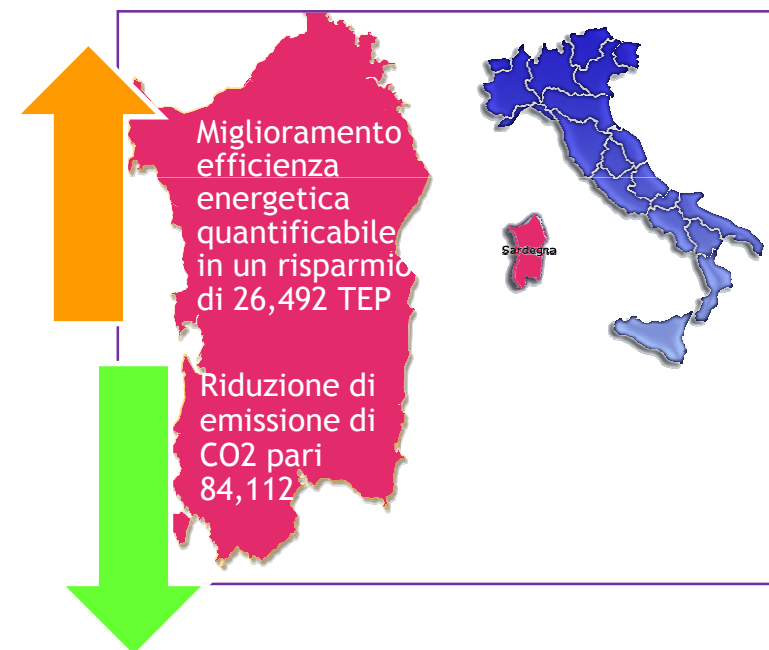 Miglioramento
efficienza
energetica
quantificabile
in un risparmio
di 26,492 TEP
Sardegna
Riduzione di
emissione di
CO2 pari
84,112